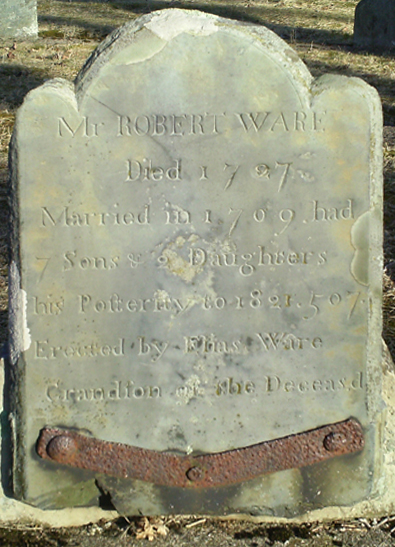 Mr ROBERT WARE
Died 1727
Married in 1709. had
7 Sons & 2 Daughters
his Poſterity to 1821. 507
Erected by Elias Ware
Grandſon of the Deceasd